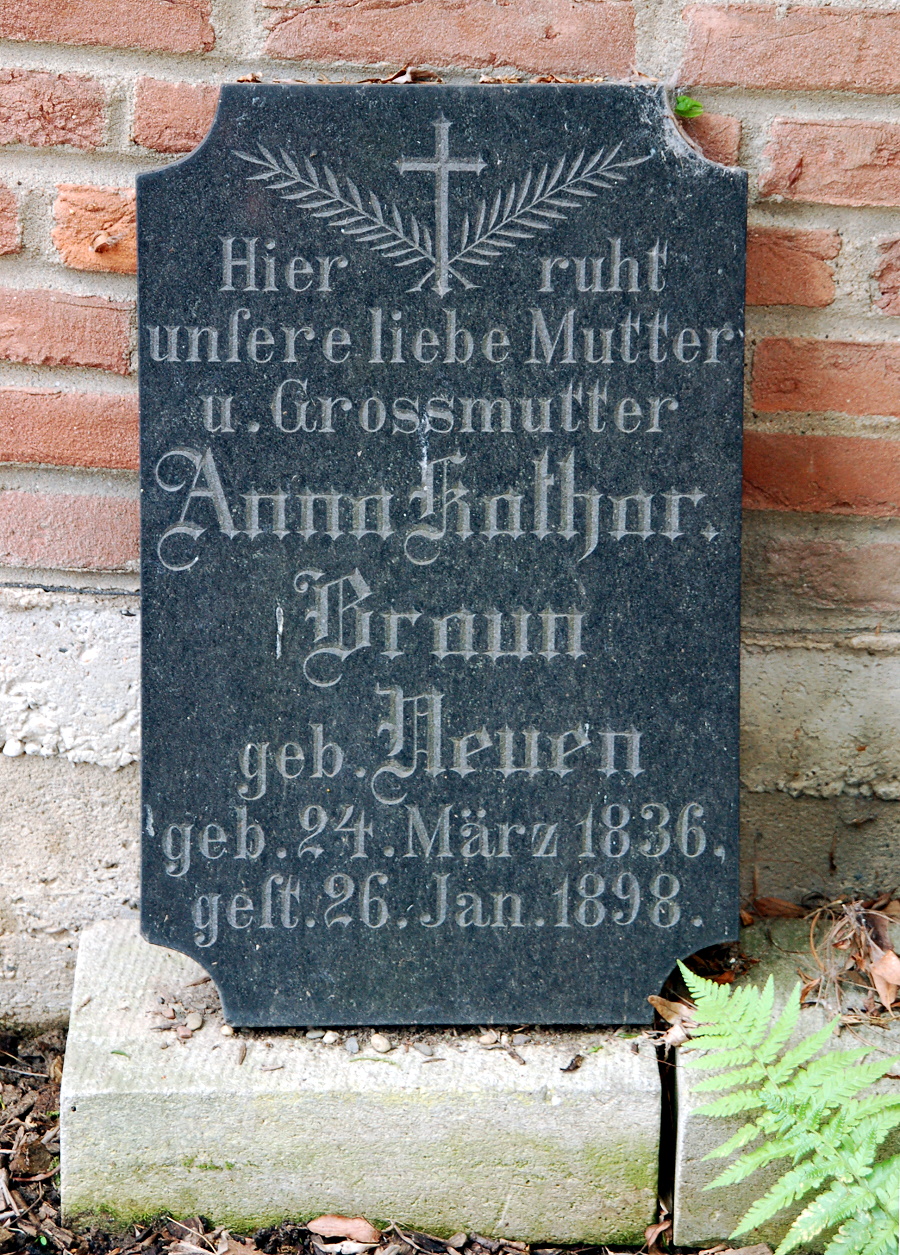 Hier ruht
unſere liebe Mutter
u. Grossmutter
Anna Kathar.
Braun
geb. Neuen
geb. 24. März 1836,
geſt. 26. Jan. 1898.